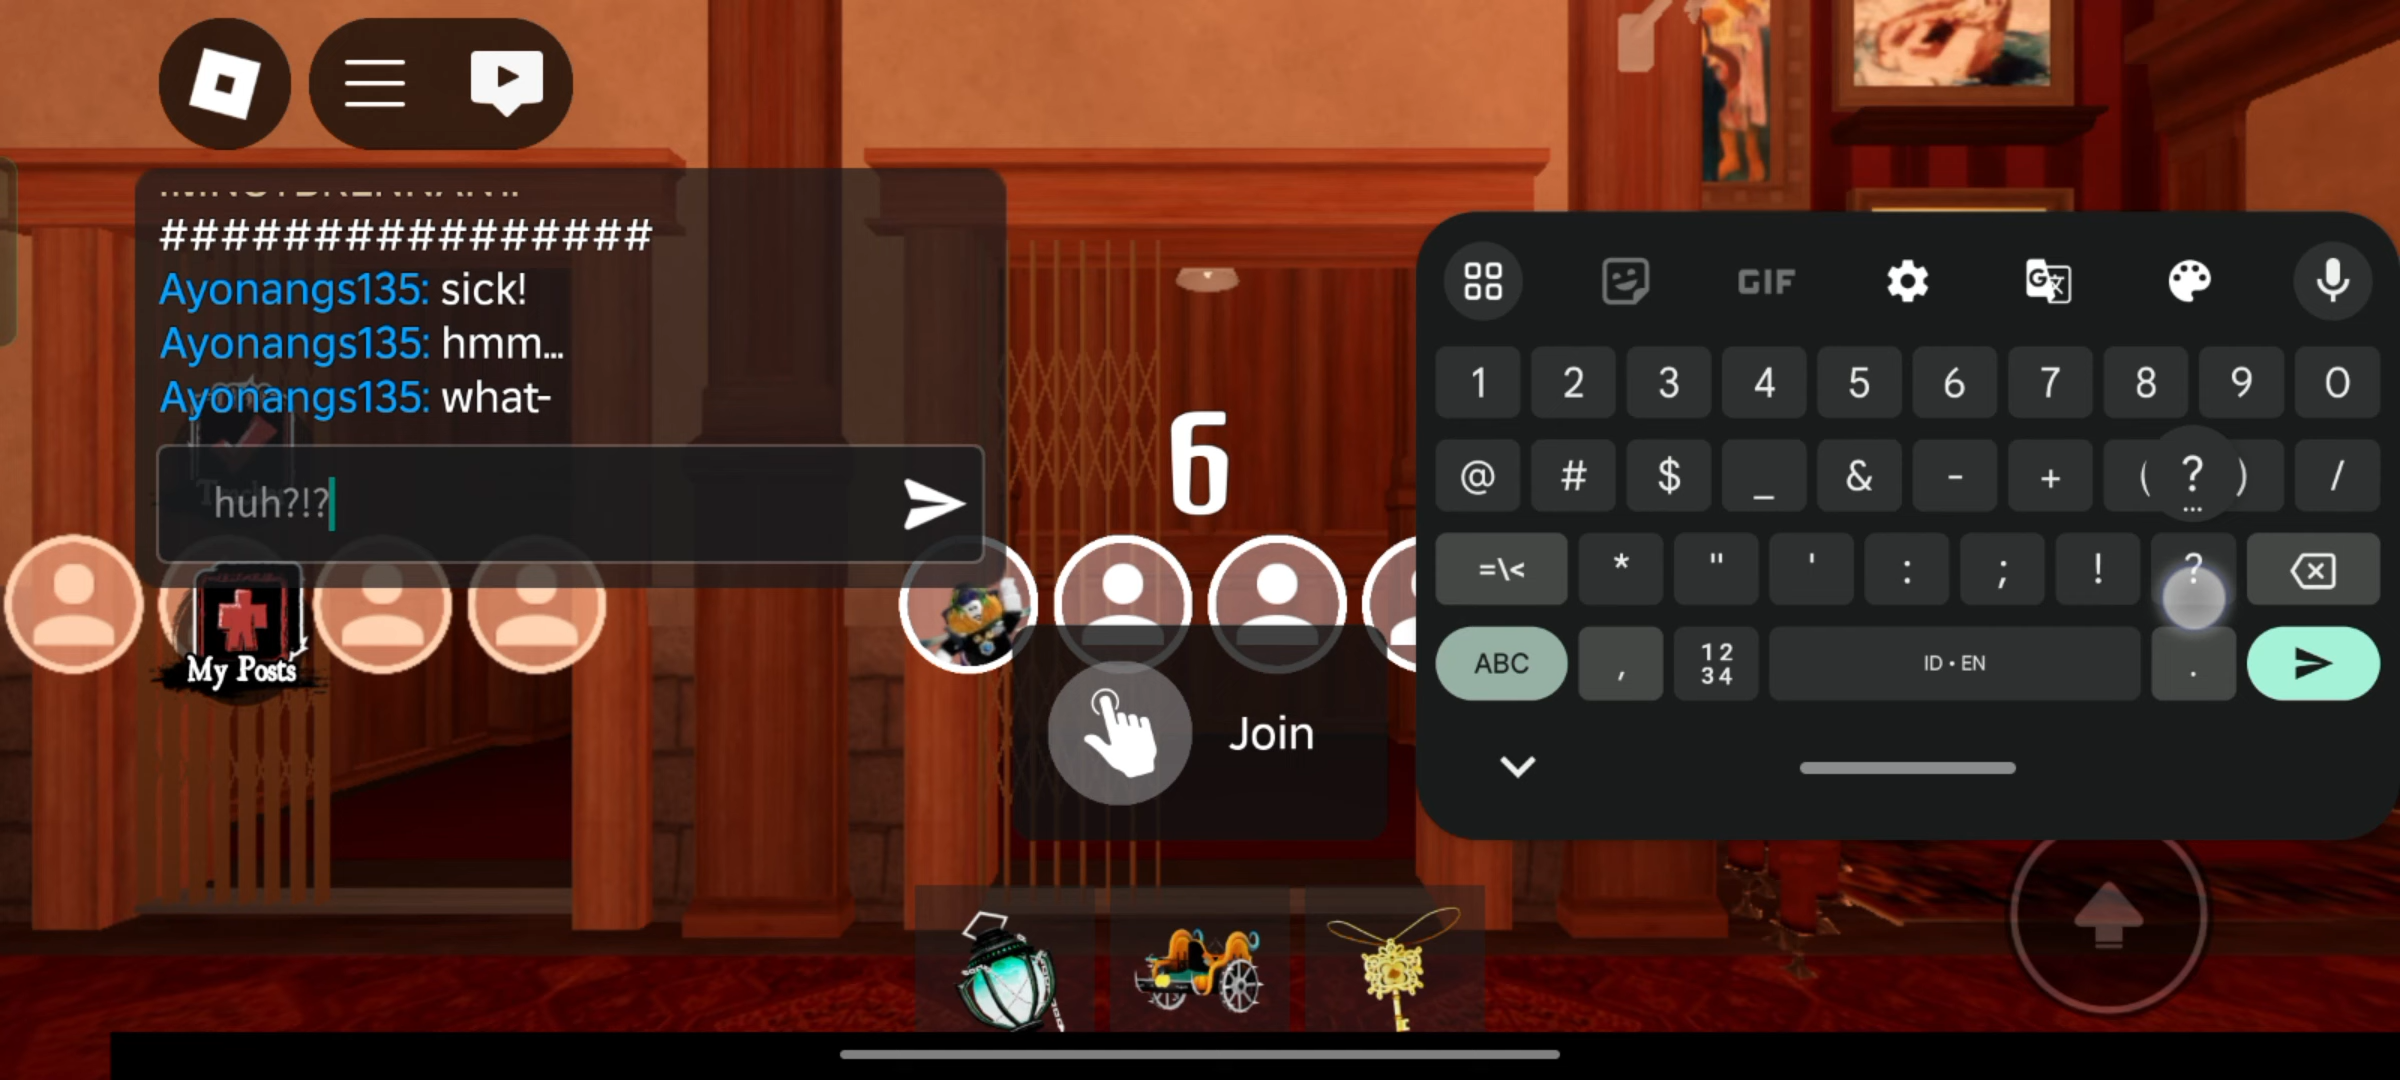 #################
Ayonangs135: sick!
Ayonangs135: hmm...
Ayonangs135: what-
huh?!?
My Posts
6
Join
GIF
1 2 3 4 5 6 7 8 9 0
@ # $ _ & - + ( ? ) /
...
=\< * " ' : ; ! ?
ABC , 12 34 ID • EN .